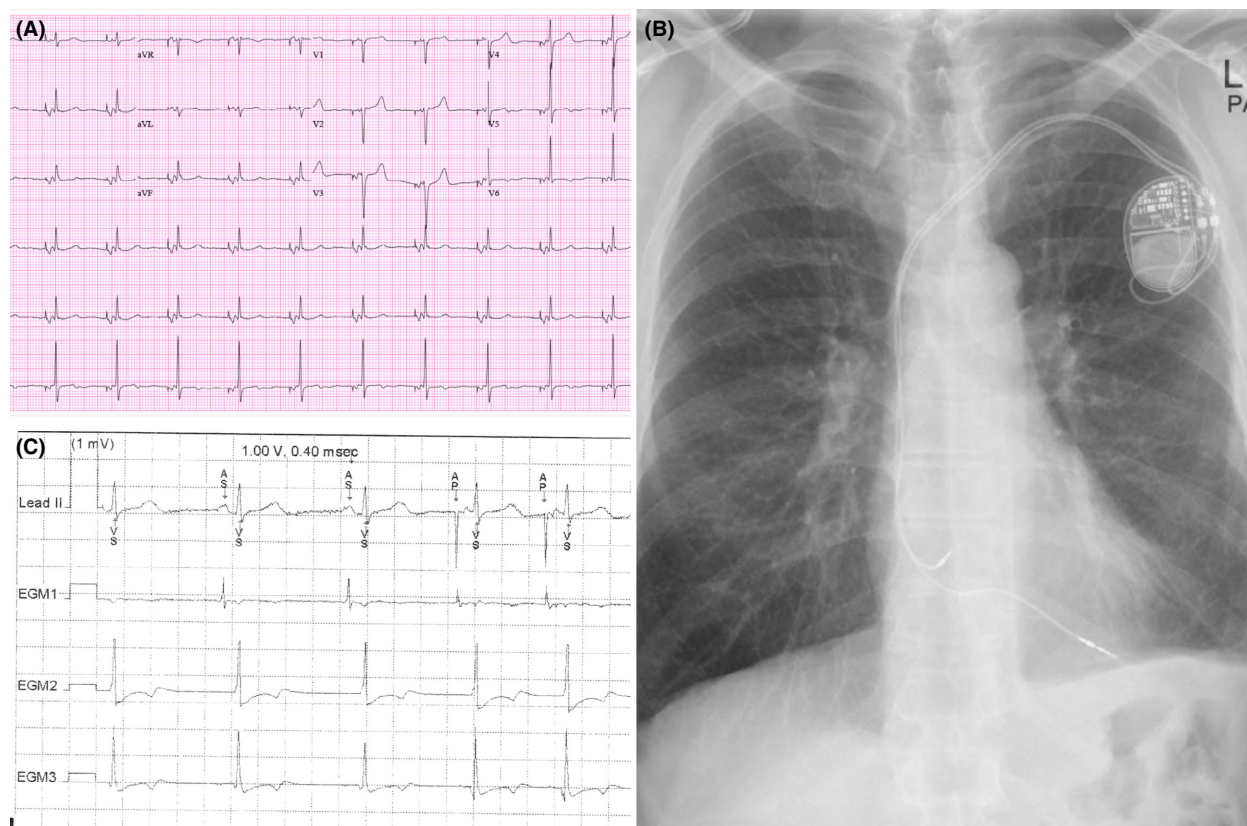 (A)
aVR
V1
V4
aVL
V2
V5
aVF
V3
V6
(B)
L
PA
(C)
(1 mV)
1.00 V, 0.40 msec
A S
A S
A P
A P
Lead II
V S
V S
V S
V S
V S
EGM1
EGM2
EGM3